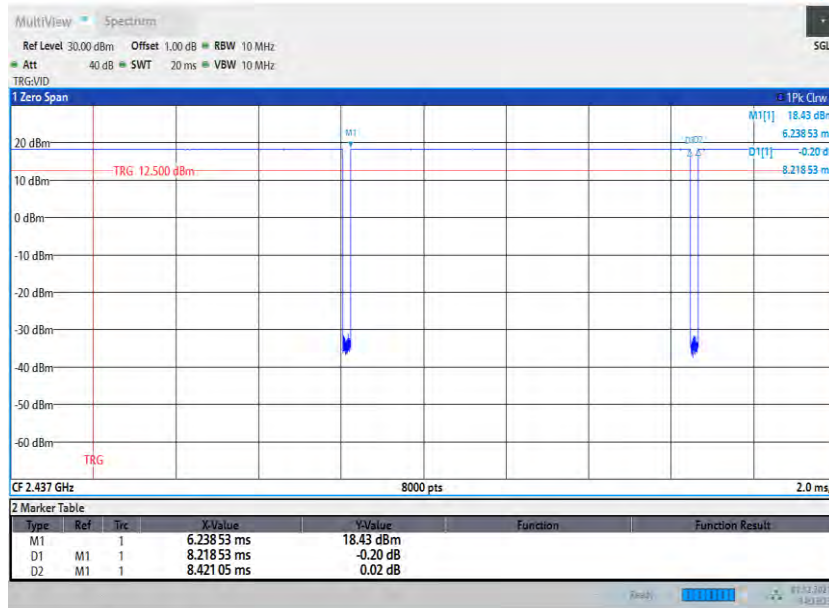 MultiView Spectrum
Ref Level 30.00 dBm Offset 1.00 dB RBW 10 MHz
SGL
Att 40 dB SWT 20 ms VBW 10 MHz
TRG:VID
1 Zero Span 1Pk Clrw
M1[1] 18.43 dBm
M1
6.238 53 m
20 dBm
D2
D1[1] -0.20 d
TRG 12.500 dBm
8.218 53 m
10 dBm
0 dBm
-10 dBm
-20 dBm
-30 dBm
-40 dBm
-50 dBm
-60 dBm
TRG
CF 2.437 GHz 8000 pts 2.0 ms/
2 Marker Table
Type Ref Trc X-Value Y-Value Function Function Result
M1 1 6.238 53 ms 18.43 dBm
D1 M1 1 8.218 53 ms -0.20 dB
D2 M1 1 8.421 05 ms 0.02 dB
Ready